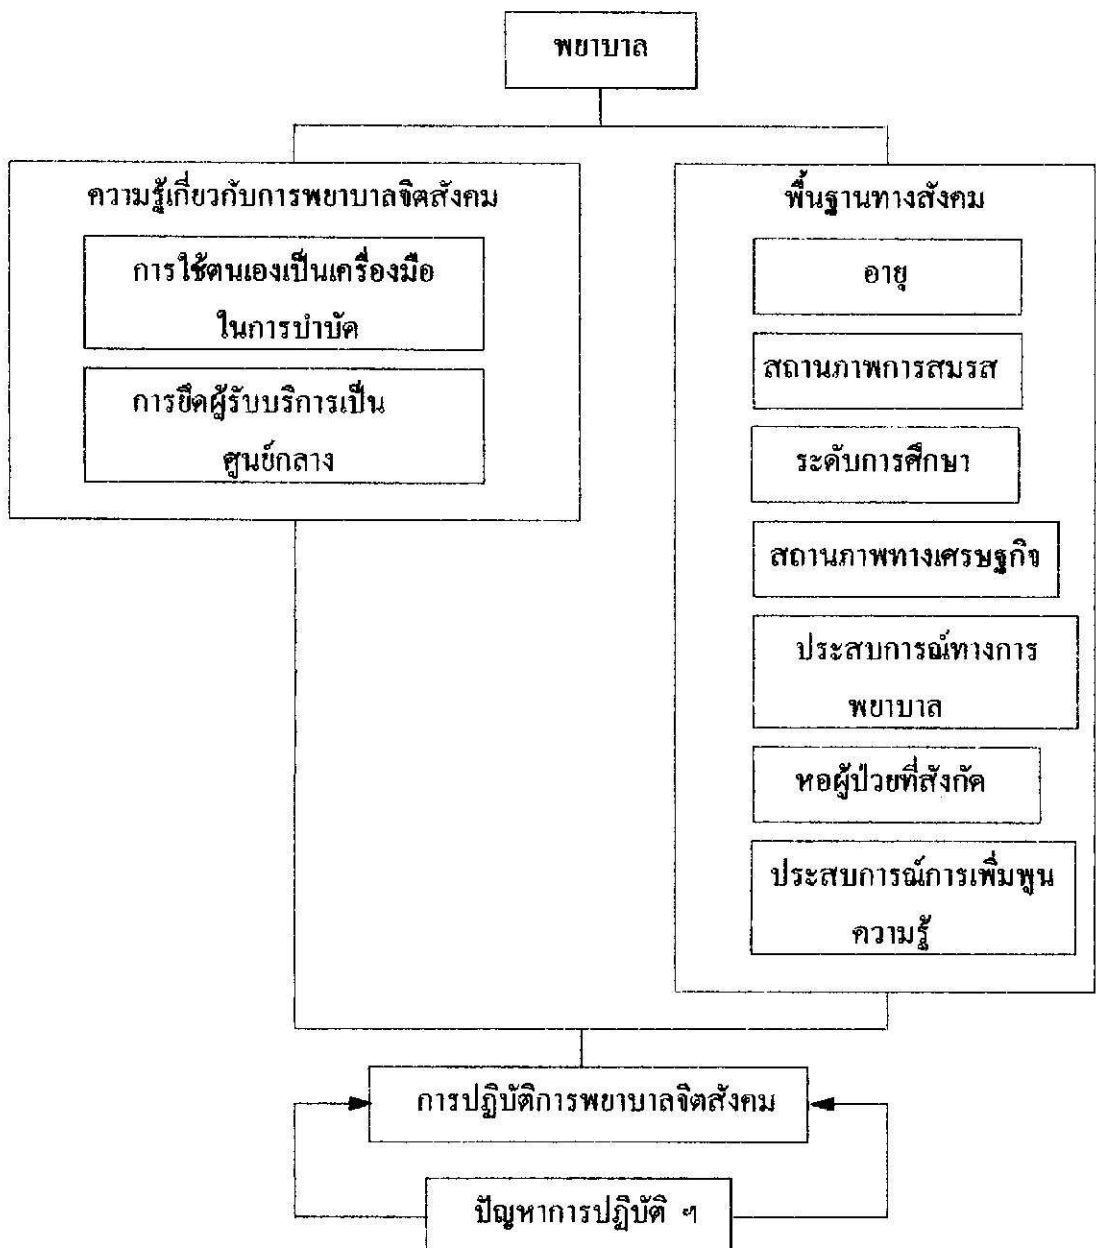 พยาบาล
ความรู้เกี่ยวกับการพยาบาลจิตสังคม
การใช้ตนเองเป็นเครื่องมือ
ในการบำบัด
การยึดผู้รับบริการเป็น
ศูนย์กลาง
พื้นฐานทางสังคม
อายุ
สถานภาพการสมรส
ระดับการศึกษา
สถานภาพทางเศรษฐกิจ
ประสบการณ์ทางการ
พยาบาล
หอผู้ป่วยที่สังกัด
ประสบการณ์การเพิ่มพูน
ความรู้
การปฏิบัติการพยาบาลจิตสังคม
ปัญหาการปฏิบัติ ฯ